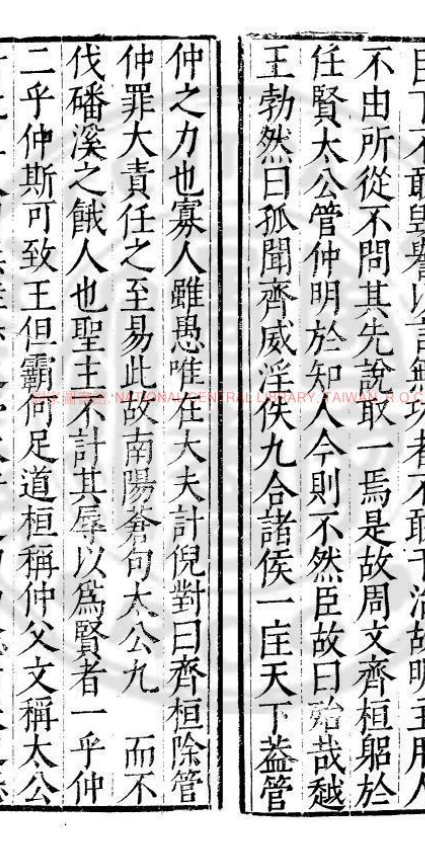 下不敢毀譽以言無功者不敢干治故明主用人
不由所從不問其先說取一焉是故周文齊桓躬於
任賢太公管仲明於知人今則不然臣故曰殆哉越
王勃然曰孤聞齊威淫佚九合諸侯一匡天下蓋管
仲之力也寡人雖愚唯在大夫計倪對曰齊桓除管
仲罪大責任之至易此故南陽蒼句太公九 而不
伐磻溪之餓人也聖主不計其辱以爲賢者一乎仲
二乎仲斯可致王但霸何足道桓稱仲父文稱太公
NATIONAL CENTRAL LIBRARY, TAIWAN, R.O.C